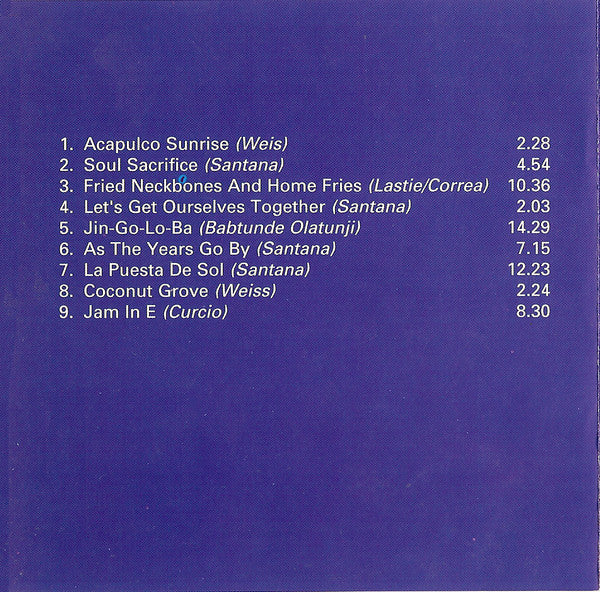 1. Acapulco Sunrise (Weis) 2.28
2. Soul Sacrifice (Santana) 4.54
3. Fried Neckbones And Home Fries (Lastie/Correa) 10.36
4. Let's Get Ourselves Together (Santana) 2.03
5. Jin-Go-Lo-Ba (Babtunde Olatunji) 14.29
6. As The Years Go By (Santana) 7.15
7. La Puesta De Sol (Santana) 12.23
8. Coconut Grove (Weiss) 2.24
9. Jam In E (Curcio) 8.30